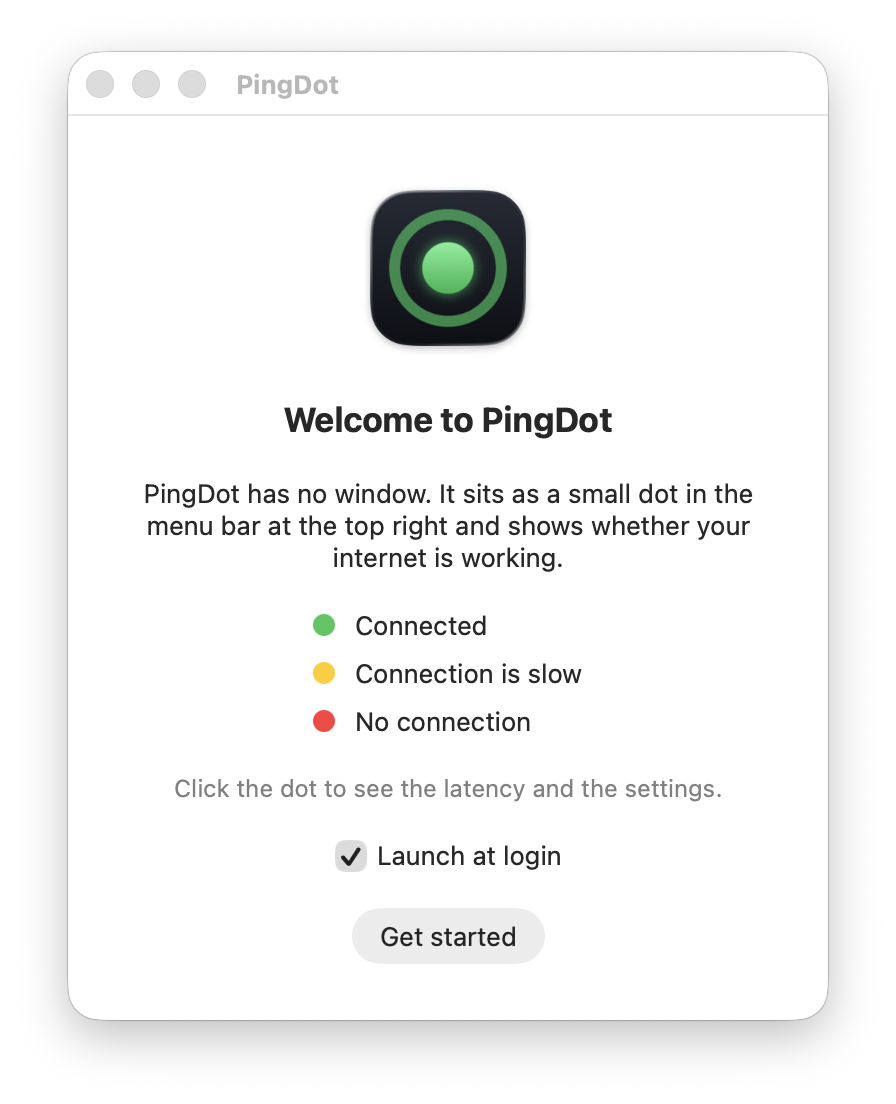 PingDot
Welcome to PingDot
PingDot has no window. It sits as a small dot in the
menu bar at the top right and shows whether your
internet is working.
Connected
Connection is slow
No connection
Click the dot to see the latency and the settings.
Launch at login
Get started